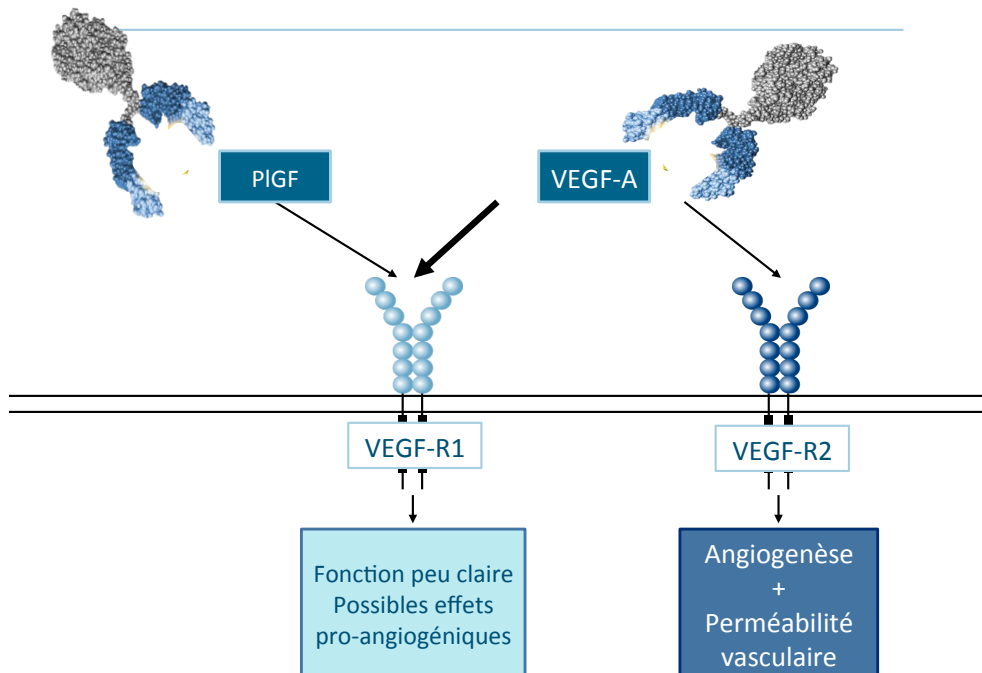 PlGF
VEGF-A
VEGF-R1
VEGF-R2
Fonction peu claire
Possibles effets
pro-angiogéniques
Angiogenèse
+
Perméabilité
vasculaire